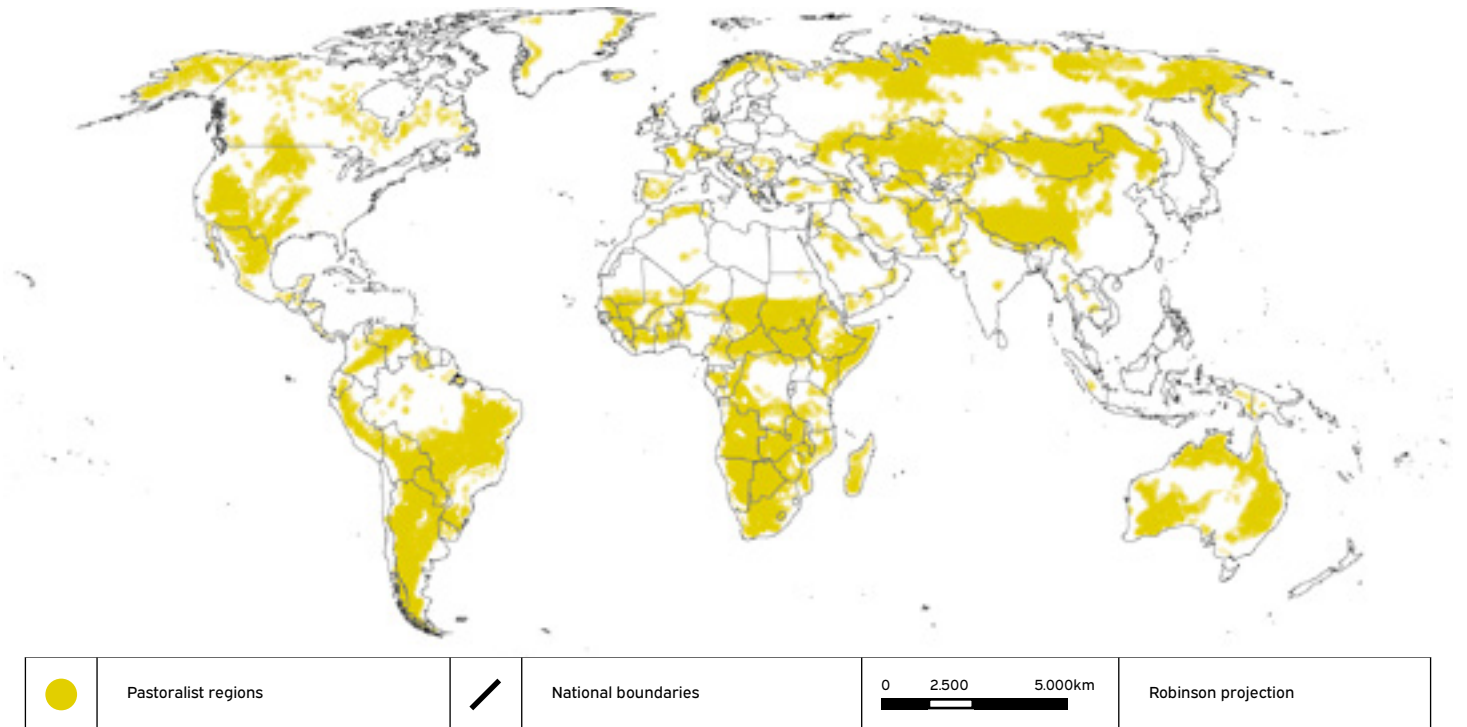 Pastoralist regions
National boundaries
0 2.500 5.000km
Robinson projection